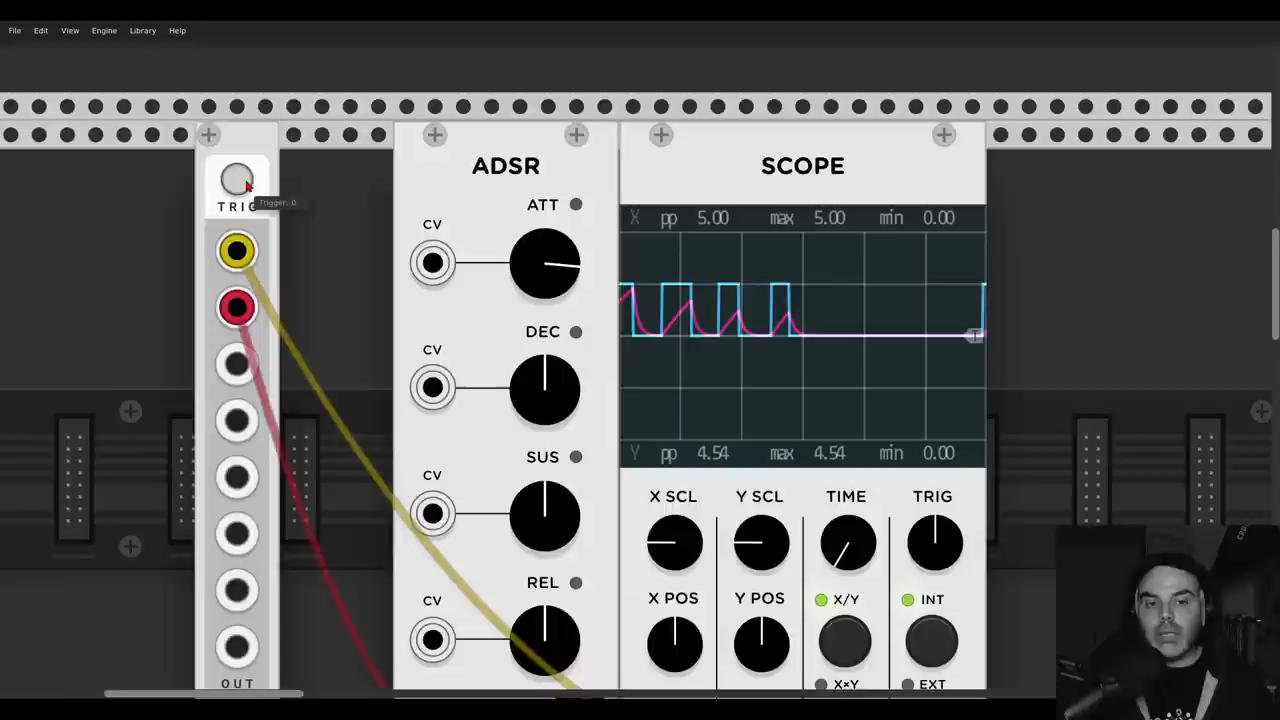 File Edit View Engine Library Help
TRIG
Trigger: 0
OUT
ADSR
ATT
CV
DEC
CV
SUS
CV
REL
CV
SCOPE
X pp 5.00 max 5.00 min 0.00
T
Y pp 4.54 max 4.54 min 0.00
X SCL Y SCL TIME TRIG
X POS Y POS X/Y INT
X×Y EXT